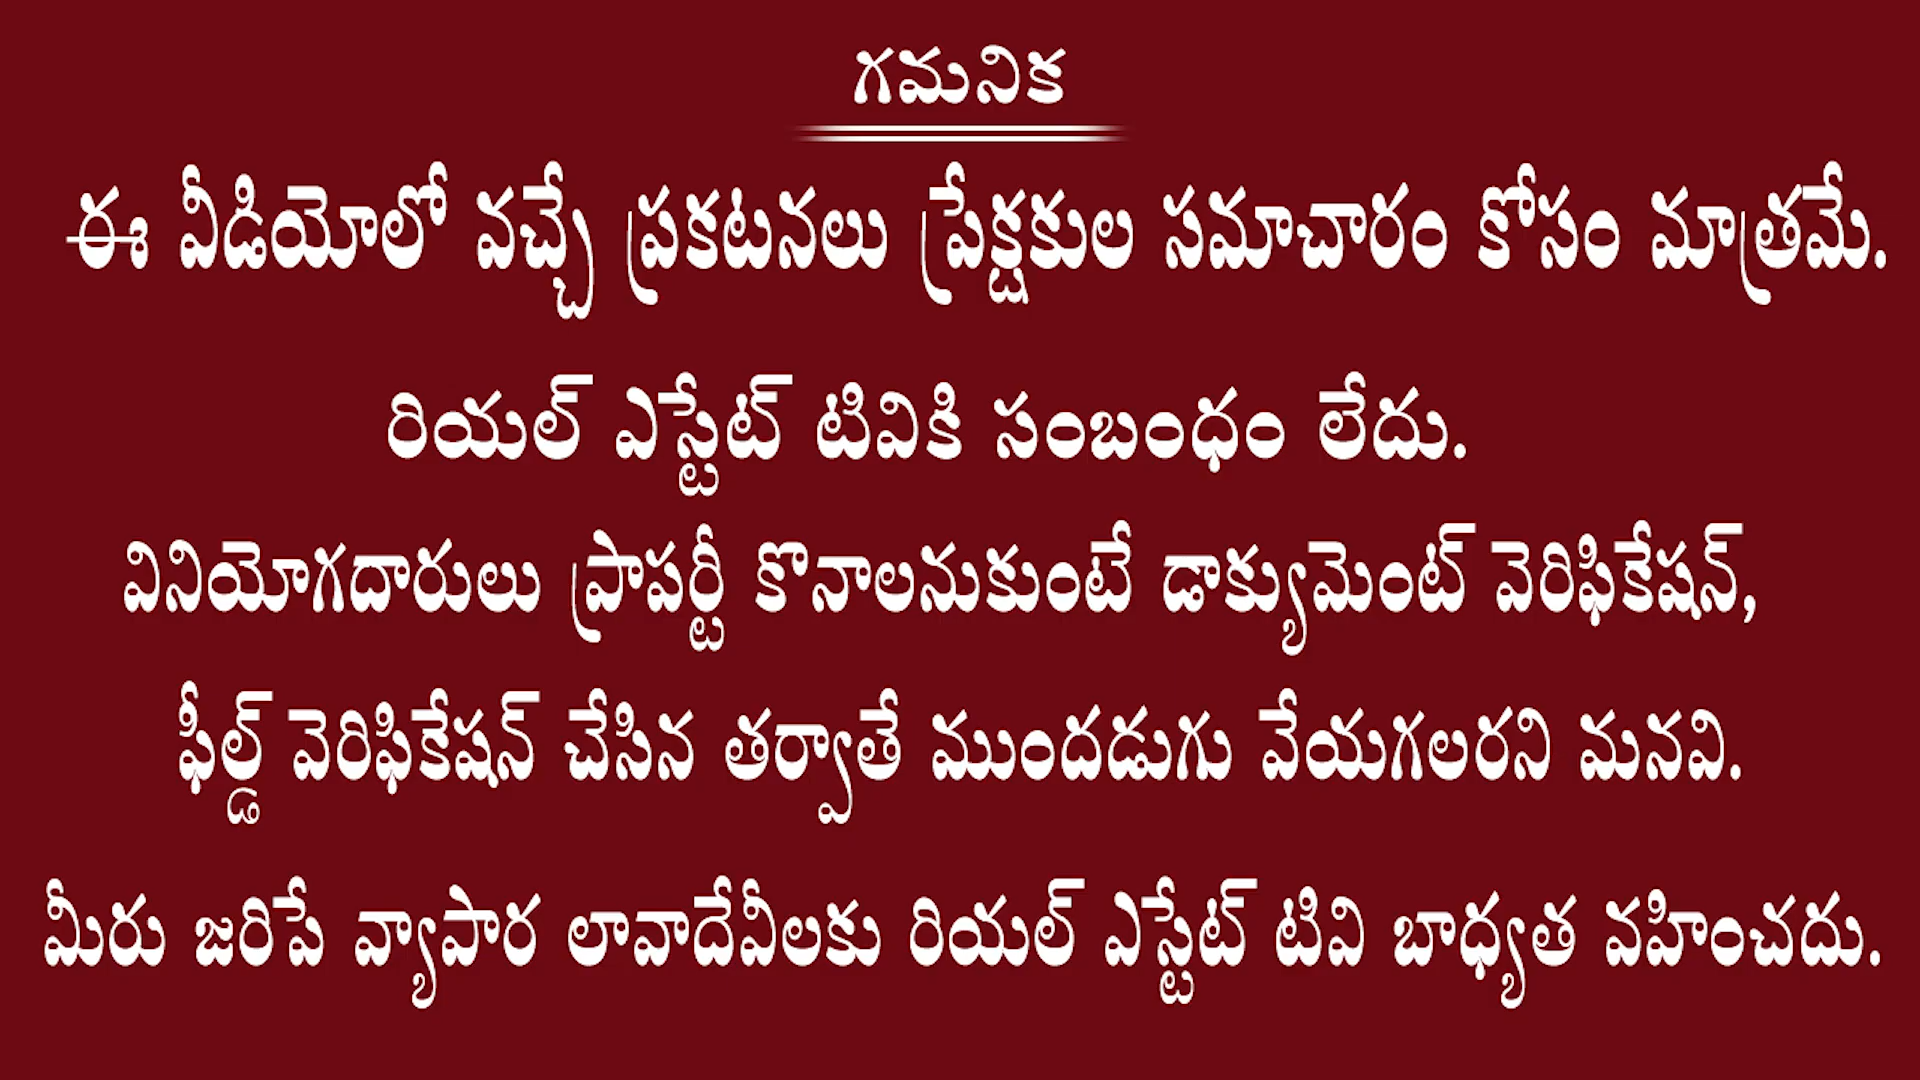 గమనిక
ఈ వీడియోలో వచ్చే ప్రకటనలు ప్రేక్షకుల సమాచారం కోసం మాత్రమే.
రియల్ ఎస్టేట్ టివికి సంబంధం లేదు.
వినియోగదారులు ప్రాపర్టీ కొనాలనుకుంటే డాక్యుమెంట్ వెరిఫికేషన్,
ఫీల్డ్ వెరిఫికేషన్ చేసిన తర్వాతే ముందడుగు వేయగలరని మనవి.
మీరు జరిపే వ్యాపార లావాదేవీలకు రియల్ ఎస్టేట్ టివి బాధ్యత వహించదు.